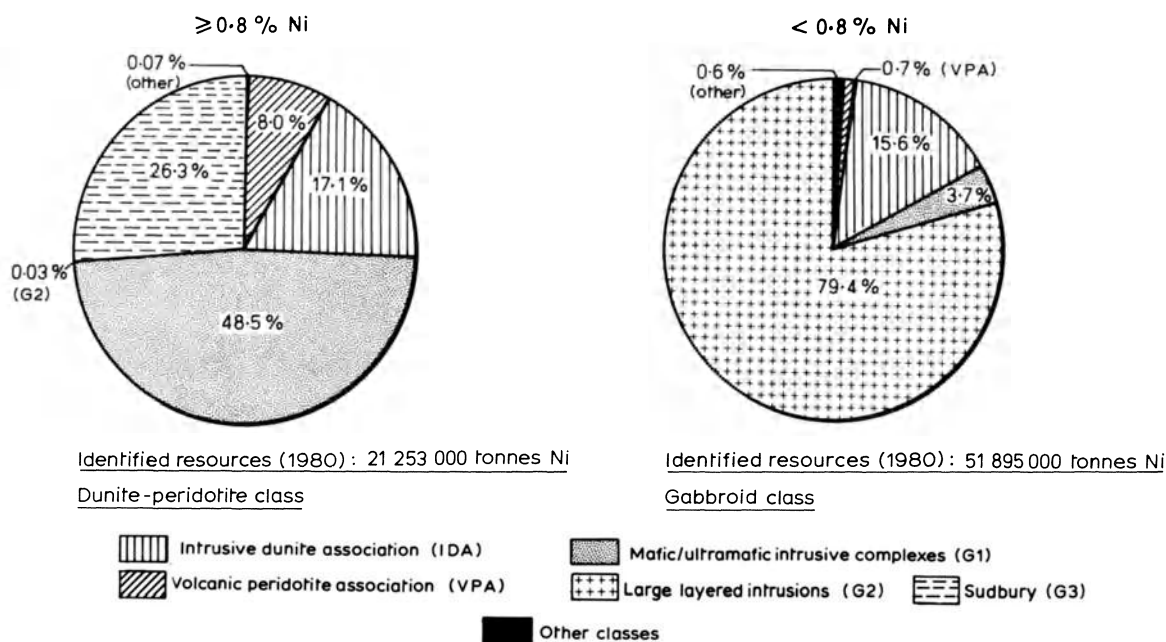 ≥0·8 % Ni
0·07 %
(other)
8·0 %
17·1 %
26·3 %
0·03 %
(G2)
48·5 %
Identified resources (1980) : 21 253 000 tonnes Ni
Dunite-peridotite class
< 0·8 % Ni
0·6 %
(other)
0·7 % (VPA)
15·6 %
3·7 %
79·4 %
Identified resources (1980) : 51 895 000 tonnes Ni
Gabbroid class
Intrusive dunite association (IDA)
Volcanic peridotite association (VPA)
Mafic/ultramafic intrusive complexes (G1)
Large layered intrusions (G2)
Sudbury (G3)
Other classes